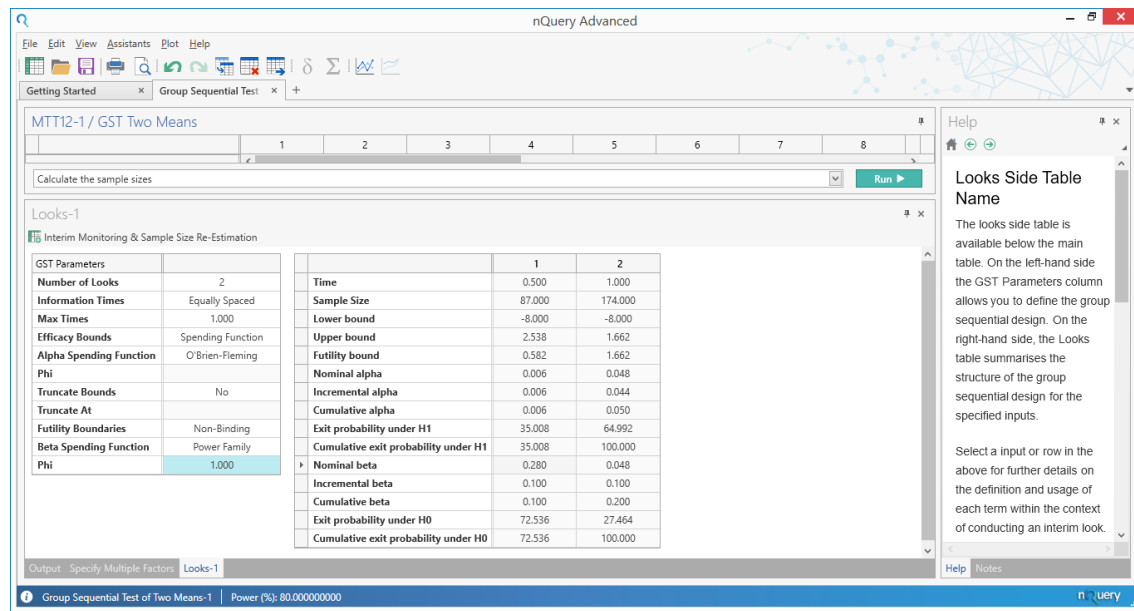 nQuery Advanced
File Edit View Assistants Plot Help
Getting Started × Group Sequential Test × +
MTT12-1 / GST Two Means
1 2 3 4 5 6 7 8
Calculate the sample sizes Run
Looks-1
Interim Monitoring & Sample Size Re-Estimation
GST Parameters
Number of Looks 2
Information Times Equally Spaced
Max Times 1.000
Efficacy Bounds Spending Function
Alpha Spending Function O'Brien-Fleming
Phi
Truncate Bounds No
Truncate At
Futility Boundaries Non-Binding
Beta Spending Function Power Family
Phi 1.000
1 2
Time 0.500 1.000
Sample Size 87.000 174.000
Lower bound -8.000 -8.000
Upper bound 2.538 1.662
Futility bound 0.582 1.662
Nominal alpha 0.006 0.048
Incremental alpha 0.006 0.044
Cumulative alpha 0.006 0.050
Exit probability under H1 35.008 64.992
Cumulative exit probability under H1 35.008 100.000
Nominal beta 0.280 0.048
Incremental beta 0.100 0.100
Cumulative beta 0.100 0.200
Exit probability under H0 72.536 27.464
Cumulative exit probability under H0 72.536 100.000
Output Specify Multiple Factors Looks-1
Help
Looks Side Table
Name
The looks side table is
available below the main
table. On the left-hand side
the GST Parameters column
allows you to define the group
sequential design. On the
right-hand side, the Looks
table summarises the
structure of the group
sequential design for the
specified inputs.
Select a input or row in the
above for further details on
the definition and usage of
each term within the context
of conducting an interim look.
Help Notes
Group Sequential Test of Two Means-1 Power (%): 80.000000000
nQuery